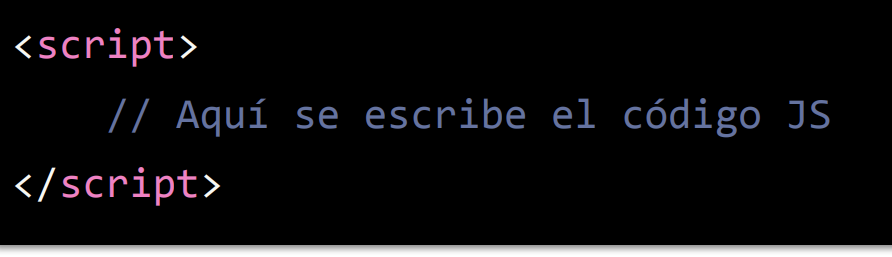 <script>
// Aquí se escribe el código JS
</script>